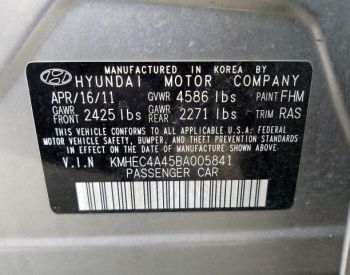 MANUFACTURED IN KOREA BY
HYUNDAI MOTOR COMPANY
APR/16/11 GVWR 4586 lbs PAINT FHM
GAWR FRONT 2425 lbs GAWR REAR 2271 lbs TRIM RAS
THIS VEHICLE CONFORMS TO ALL APPLICABLE U.S.A. FEDERAL
MOTOR VEHICLE SAFETY, BUMPER, AND THEFT PREVENTION
STANDARDS IN EFFECT ON THE DATE OF MANUFACTURE SHOWN ABOVE.
V.I.N KMHEC4A45BA005841
PASSENGER CAR